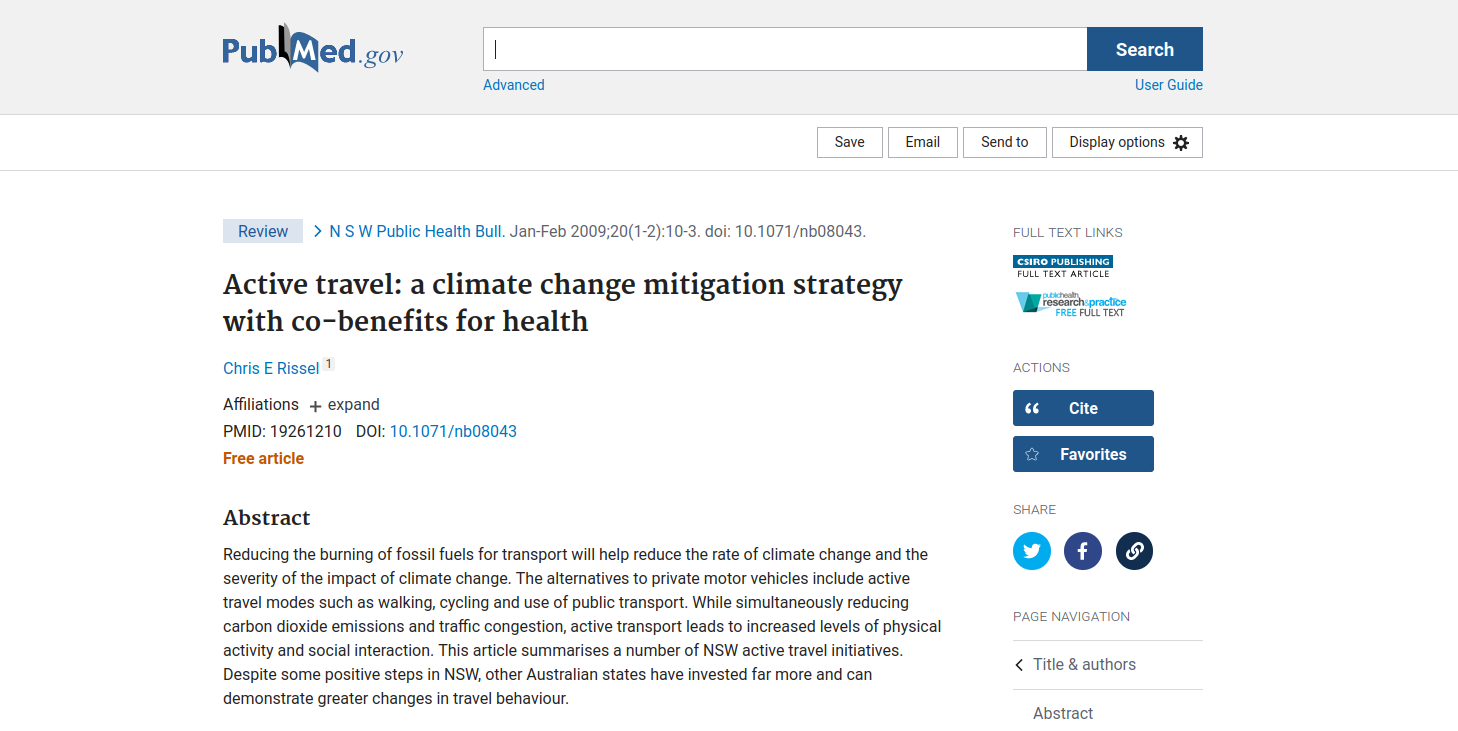 PubMed.gov
Search
Advanced
User Guide
Save
Email
Send to
Display options
Review
N S W Public Health Bull. Jan-Feb 2009;20(1-2):10-3. doi: 10.1071/nb08043.
Active travel: a climate change mitigation strategy
with co-benefits for health
Chris E Rissel 1
Affiliations + expand
PMID: 19261210 DOI: 10.1071/nb08043
Free article
Abstract
Reducing the burning of fossil fuels for transport will help reduce the rate of climate change and the
severity of the impact of climate change. The alternatives to private motor vehicles include active
travel modes such as walking, cycling and use of public transport. While simultaneously reducing
carbon dioxide emissions and traffic congestion, active transport leads to increased levels of physical
activity and social interaction. This article summarises a number of NSW active travel initiatives.
Despite some positive steps in NSW, other Australian states have invested far more and can
demonstrate greater changes in travel behaviour.
FULL TEXT LINKS
CSIRO PUBLISHING
FULL TEXT ARTICLE
publichealth
research&practice
FREE FULL TEXT
ACTIONS
Cite
Favorites
SHARE
PAGE NAVIGATION
Title & authors
Abstract